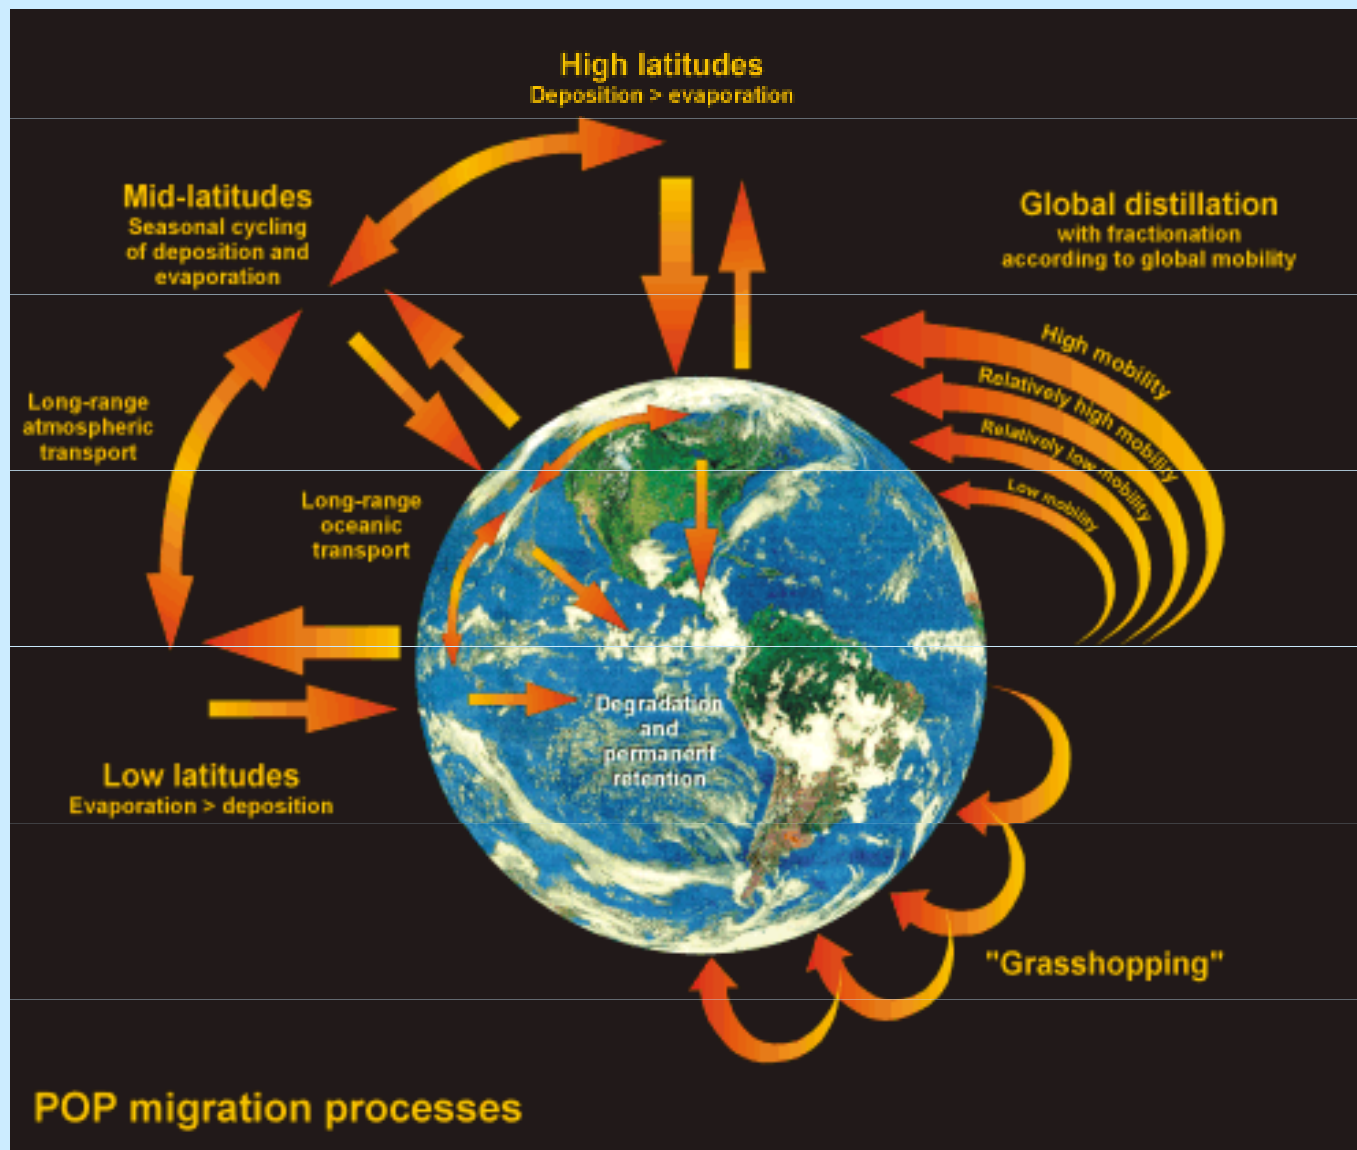 High latitudes
Deposition > evaporation
Mid-latitudes
Seasonal cycling
of deposition and
evaporation
Global distillation
with fractionation
according to global mobility
High mobility
Relatively high mobility
Relatively low mobility
Low mobility
Long-range
atmospheric
transport
Long-range
oceanic
transport
Degradation
and
permanent
retention
Low latitudes
Evaporation > deposition
"Grasshopping"
POP migration processes